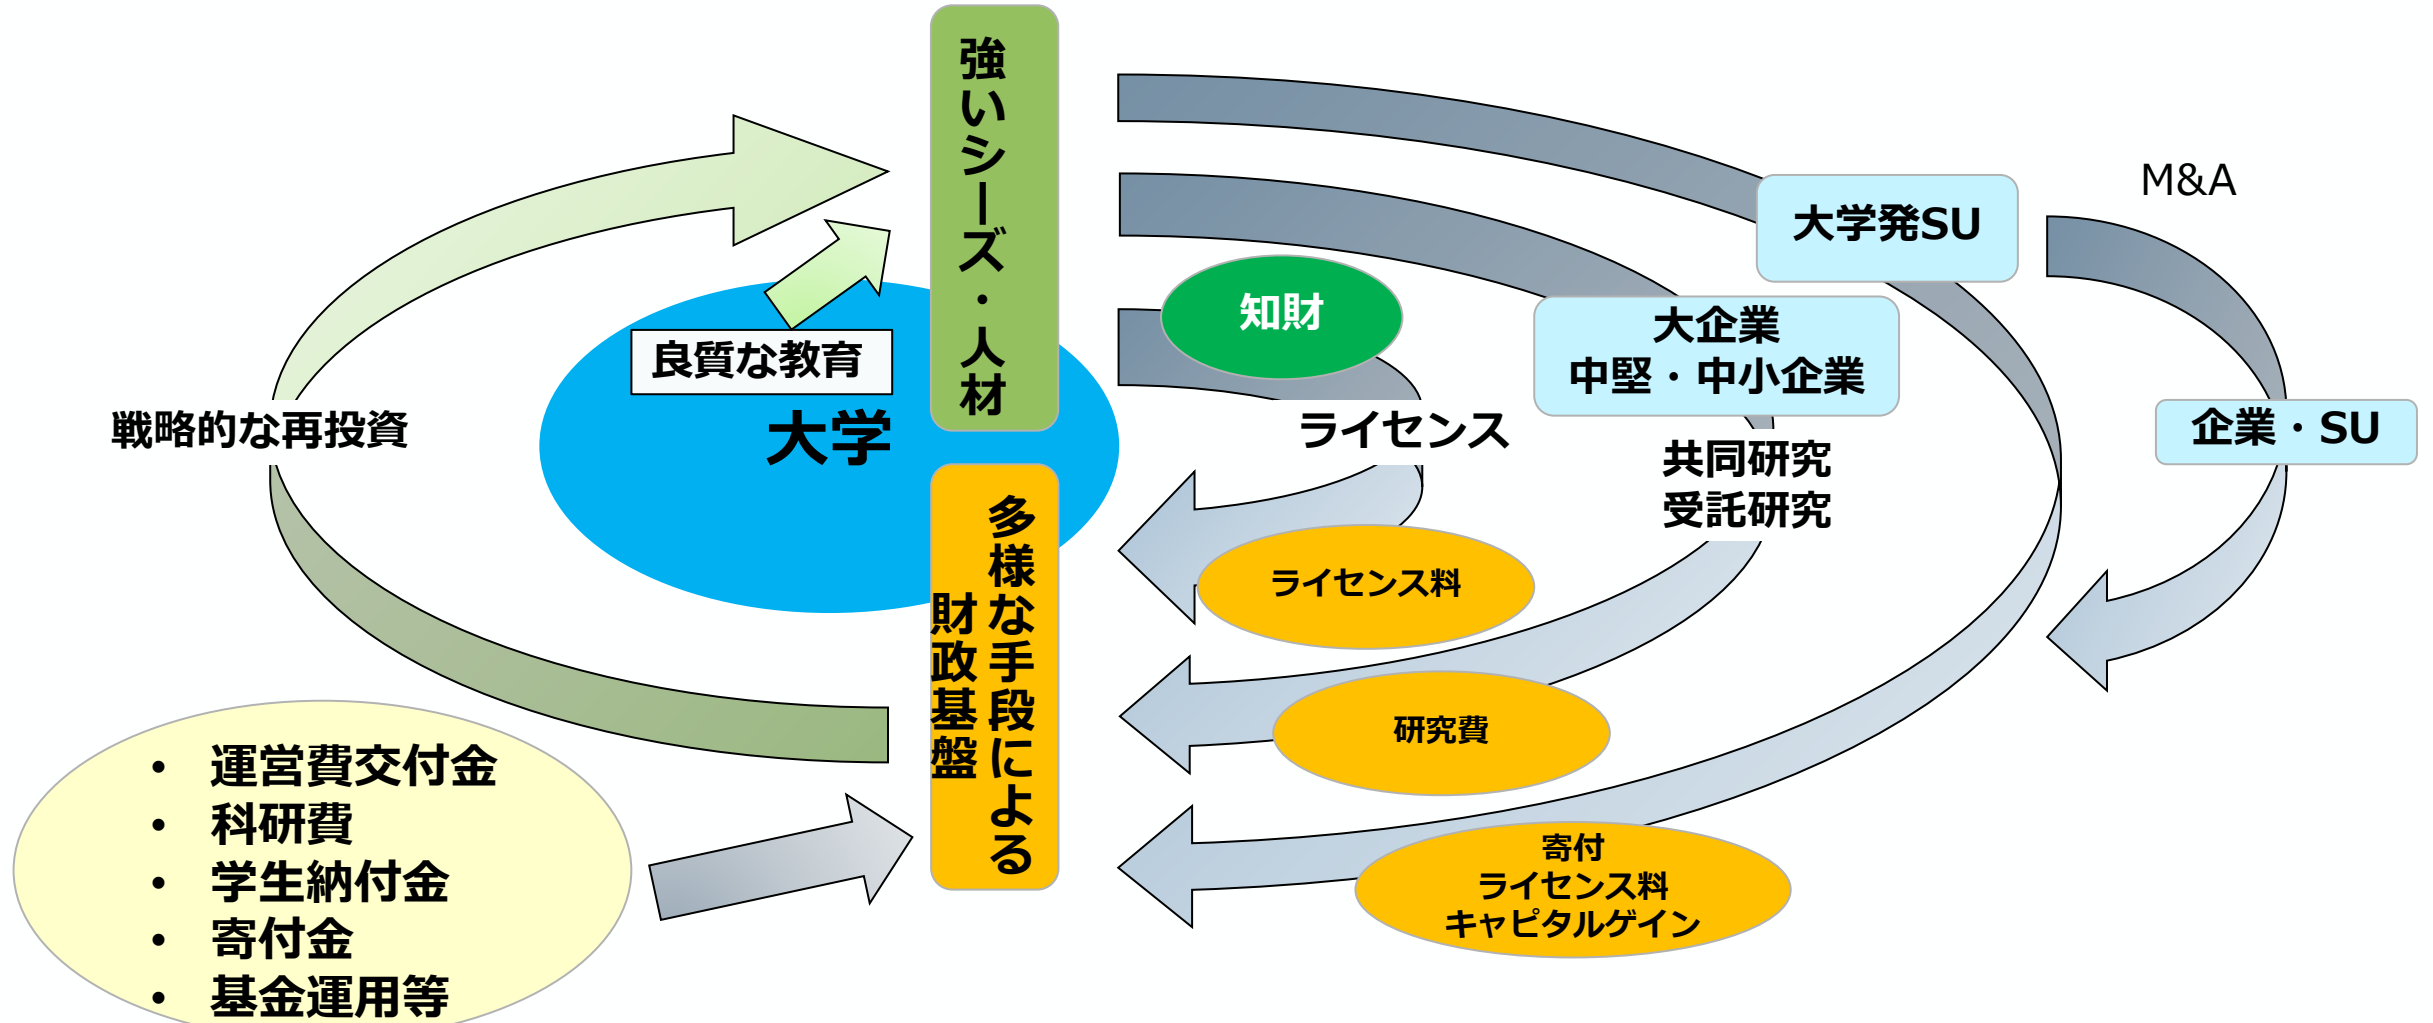 強いシーズ・人材
M&A
大学発SU
知財
大企業
中堅・中小企業
良質な教育
大学
戦略的な再投資
ライセンス
企業・SU
共同研究
受託研究
多様な手段による
財政基盤
ライセンス料
研究費
寄付
ライセンス料
キャピタルゲイン
• 運営費交付金
• 科研費
• 学生納付金
• 寄付金
• 基金運用等